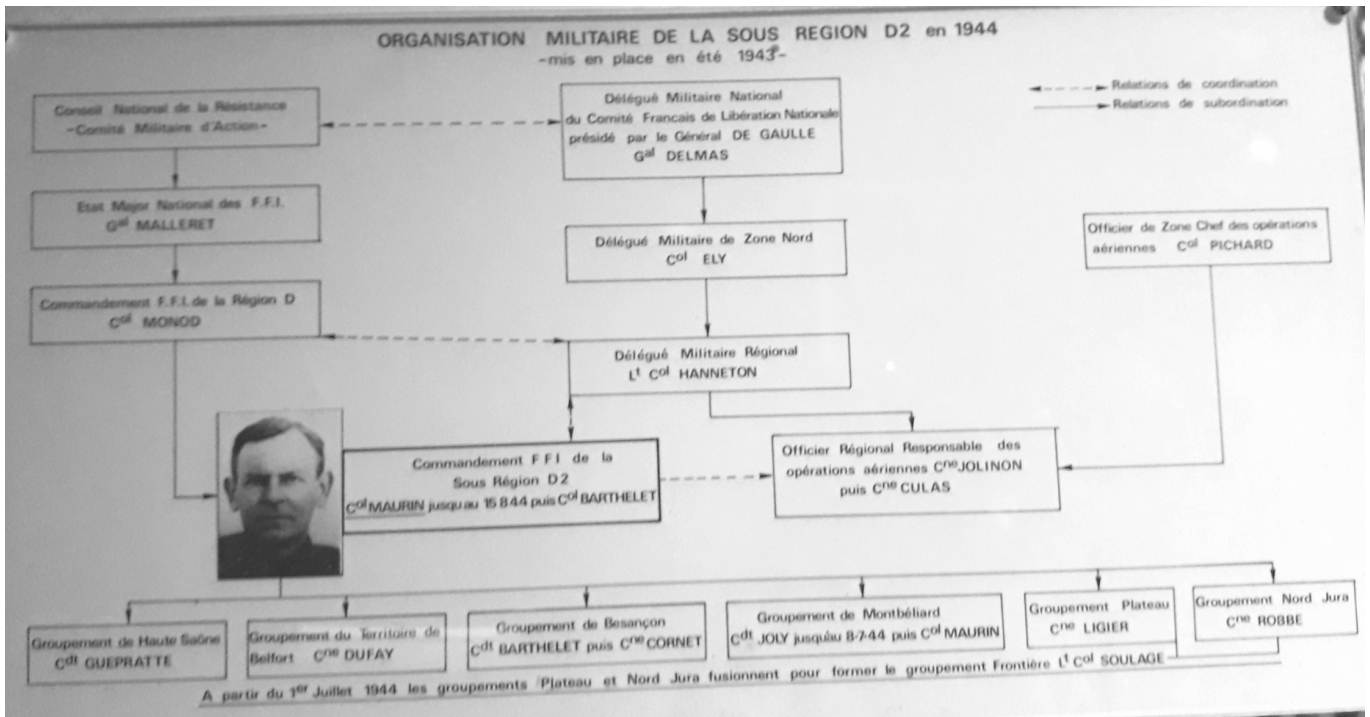 ORGANISATION MILITAIRE DE LA SOUS REGION D2 en 1944
-mis en place en été 1943-
Relations de coordination
Relations de subordination
Conseil National de la Résistance
-Comité Militaire d'Action-
Délégué Militaire National
du Comité Francais de Libération Nationale
présidé par le Général DE GAULLE
Gal DELMAS
Etat Major National des F.F.I.
Gal MALLERET
Délégué Militaire de Zone Nord
Col ELY
Officier de Zone Chef des opérations
aériennes Col PICHARD
Commandement F.F.I. de la Région D
Col MONOD
Délégué Militaire Régional
Lt Col HANNETON
Commandement FFI de la
Sous Région D2
Col MAURIN jusquau 15 8 44 puis Col BARTHELET
Officier Régional Responsable des
opérations aériennes Cne JOLINON
puis Cne CULAS
Groupement de Haute Saône
Cdt GUEPRATTE
Groupement du Territoire de
Belfort Cne DUFAY
Groupement de Besançon
Cdt BARTHELET puis Cne CORNET
Groupement de Montbéliard
Cdt JOLY jusqu'au 8-7-44 puis Col MAURIN
Groupement Plateau
Cne LIGIER
Groupement Nord Jura
Cne ROBBE
A partir du 1er Juillet 1944 les groupements Plateau et Nord Jura fusionnent pour former le groupement Frontière Lt Col SOULAGE